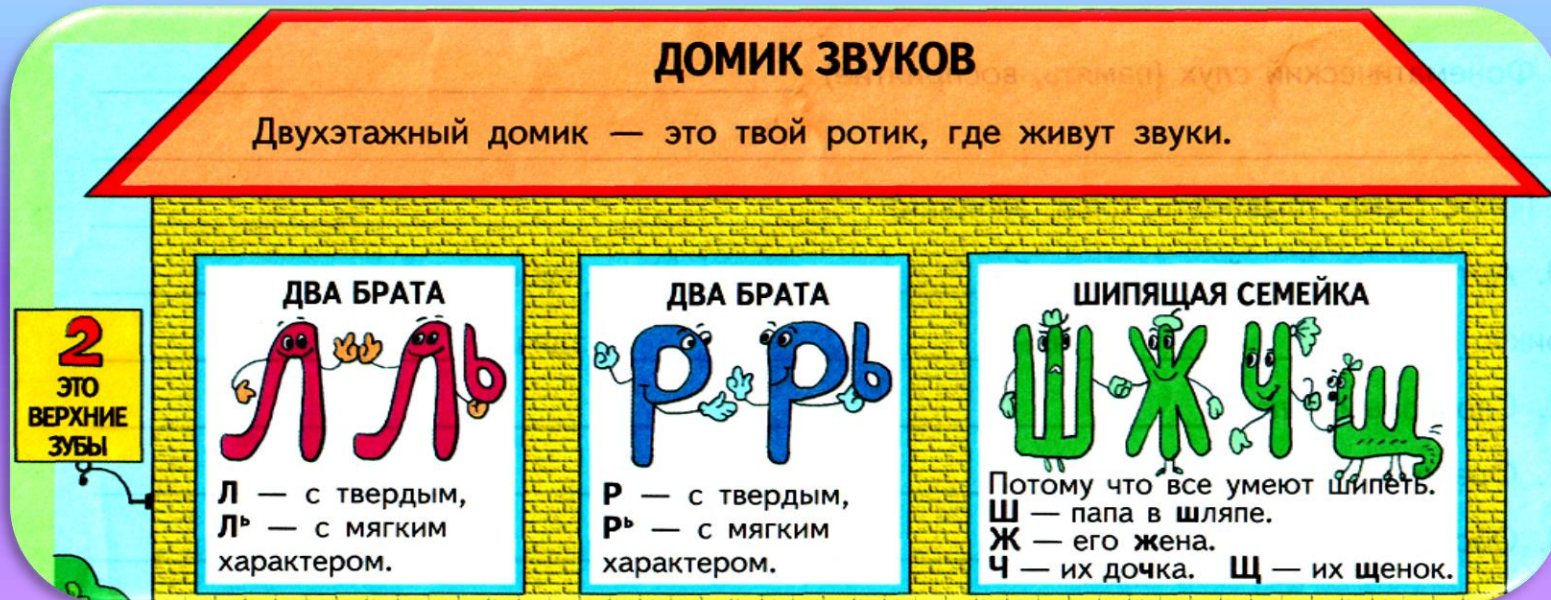 ДОМИК ЗВУКОВ
Двухэтажный домик — это твой ротик, где живут звуки.
2
ЭТО
ВЕРХНИЕ
ЗУБЫ
ДВА БРАТА
Л Ль
Л — с твердым,
Ль — с мягким
характером.
ДВА БРАТА
Р Рь
Р — с твердым,
Рь — с мягким
характером.
ШИПЯЩАЯ СЕМЕЙКА
Ш Ж Ч Щ
Потому что все умеют шипеть.
Ш — папа в шляпе.
Ж — его жена.
Ч — их дочка. Щ — их щенок.